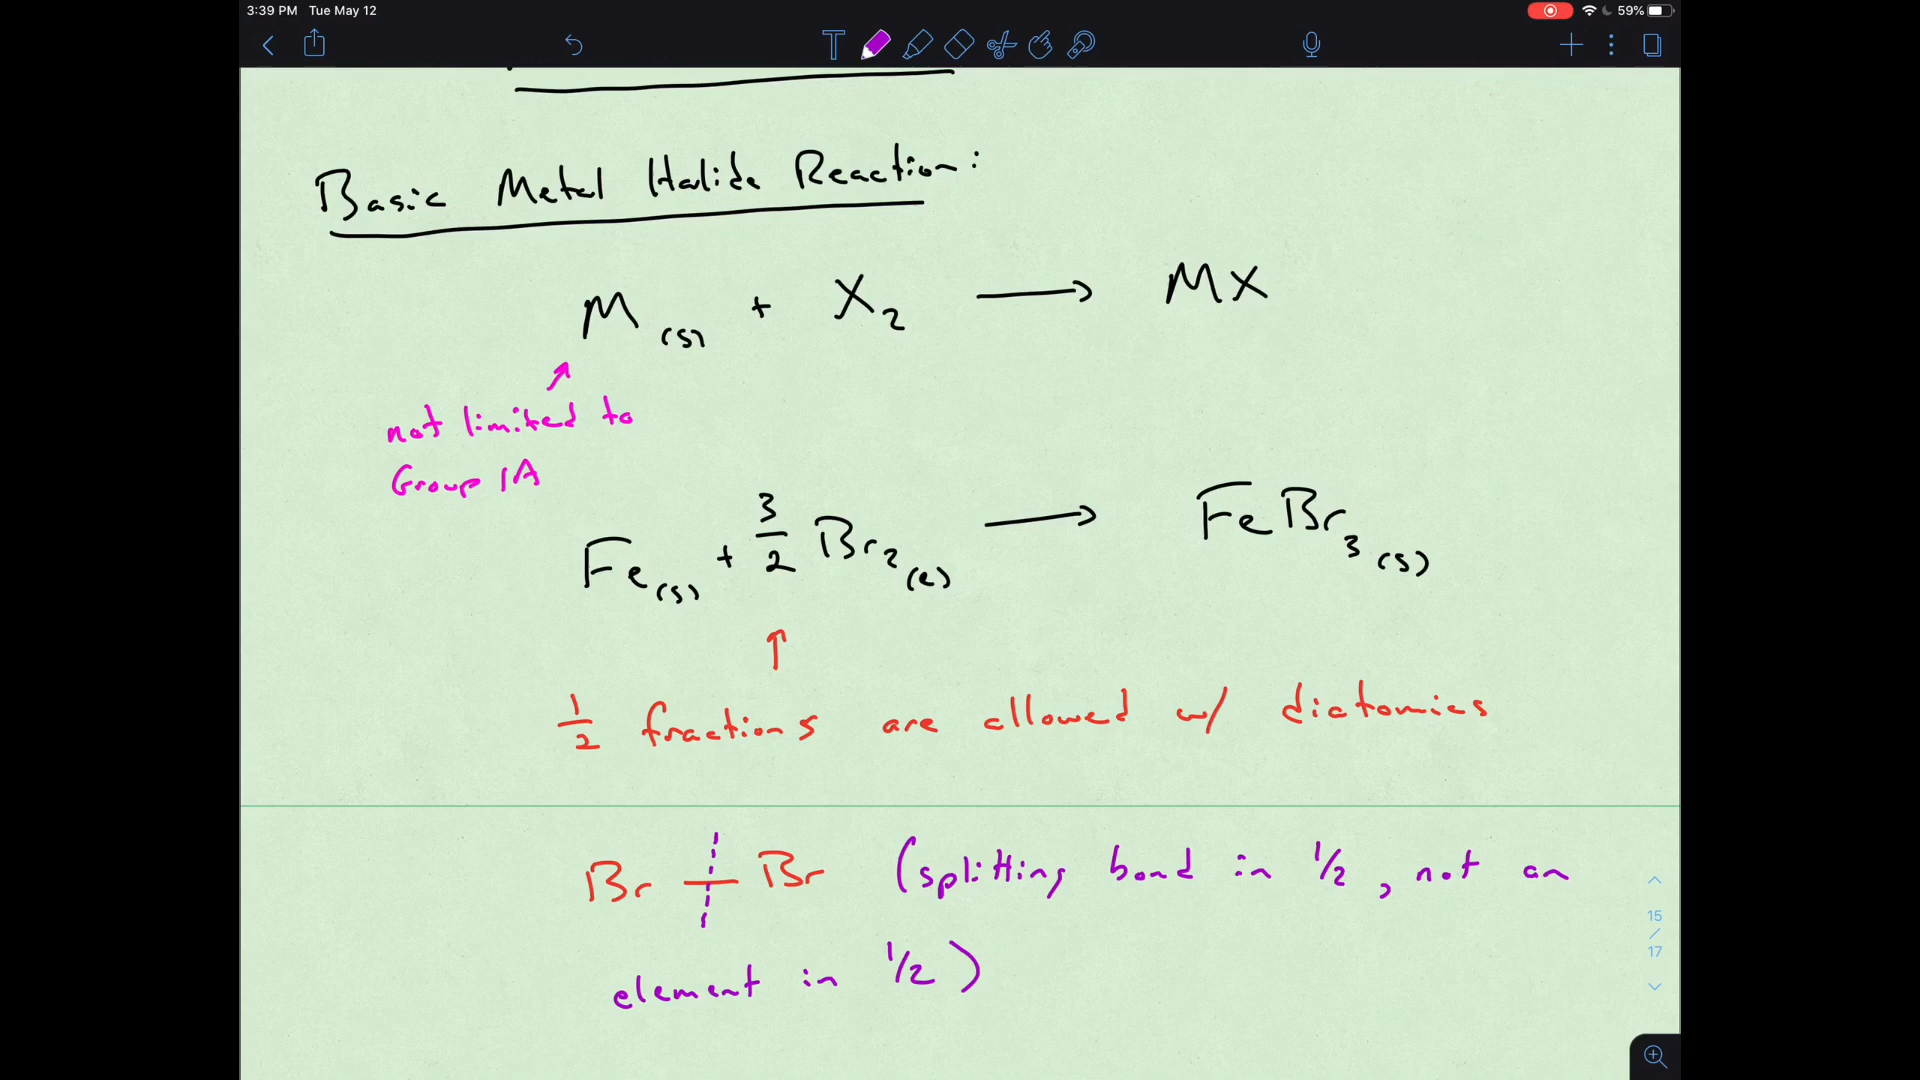 3:39 PM Tue May 12
59%
Basic Metal Halide Reaction:
M (s) + X2 → MX
not limited to
Group 1A
Fe(s) + 3/2 Br2 (l) → FeBr3 (s)
1/2 fractions are allowed w/ diatomics
Br — Br (splitting bond in 1/2, not an
element in 1/2)
15
/
17